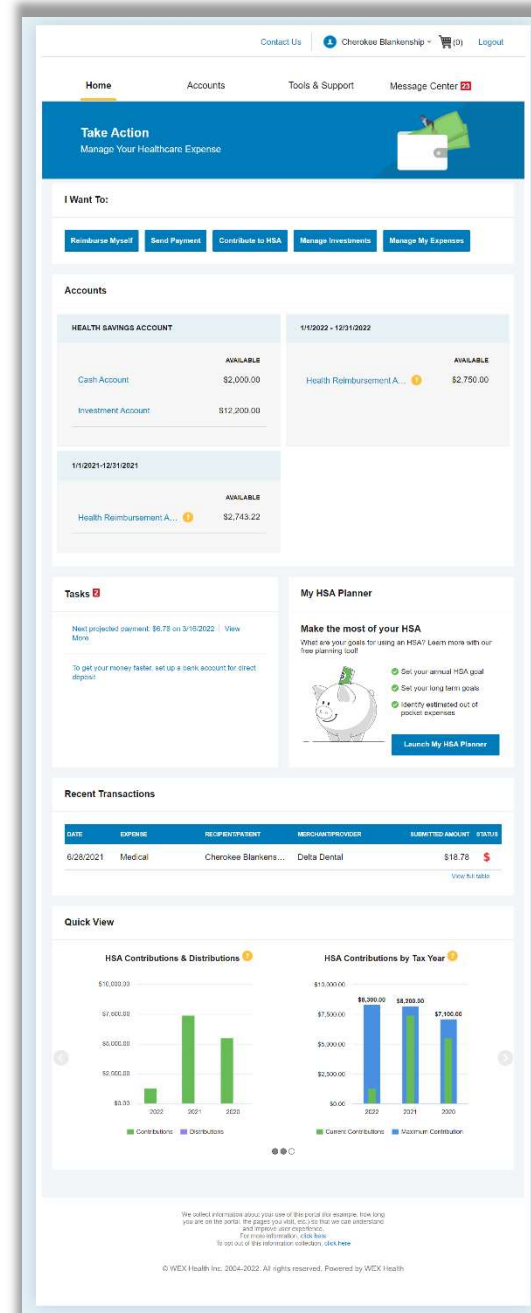 Contact Us Cherokee Blankenship (0) Logout
Home Accounts Tools & Support Message Center 23
Take Action
Manage Your Healthcare Expense
I Want To:
Reimburse Myself Send Payment Contribute to HSA Manage Investments Manage My Expenses
Accounts
HEALTH SAVINGS ACCOUNT
AVAILABLE
Cash Account $2,000.00
Investment Account $12,200.00
1/1/2022 - 12/31/2022
AVAILABLE
Health Reimbursement A... ? $2,750.00
1/1/2021-12/31/2021
AVAILABLE
Health Reimbursement A... ? $2,743.22
Tasks 2
Next projected payment: $6.78 on 3/16/2022 | View
More
To get your money faster, set up a bank account for direct
deposit
My HSA Planner
Make the most of your HSA
What are your goals for using an HSA? Learn more with our
free planning tool!
Set your annual HSA goal
Set your long term goals
Identify estimated out of
pocket expenses
Launch My HSA Planner
Recent Transactions
DATE EXPENSE RECIPIENT/PATIENT MERCHANT/PROVIDER SUBMITTED AMOUNT STATUS
6/28/2021 Medical Cherokee Blankens... Delta Dental $18.78 $
View full table
Quick View
HSA Contributions & Distributions ?
$10,000.00
$7,500.00
$5,000.00
$2,500.00
$0.00
2022 2021 2020
Contributions Distributions
HSA Contributions by Tax Year ?
$10,000.00
$8,300.00 $8,200.00
$7,500.00 $7,100.00
$5,000.00
$2,500.00
$0.00
2022 2021 2020
Current Contributions Maximum Contribution
We collect information about your use of this portal (for example, how long
you are on the portal, the pages you visit, etc.) so that we can understand
and improve user experience.
For more information, click here
To opt out of this information collection, click here
© WEX Health Inc. 2004-2022. All rights reserved. Powered by WEX Health